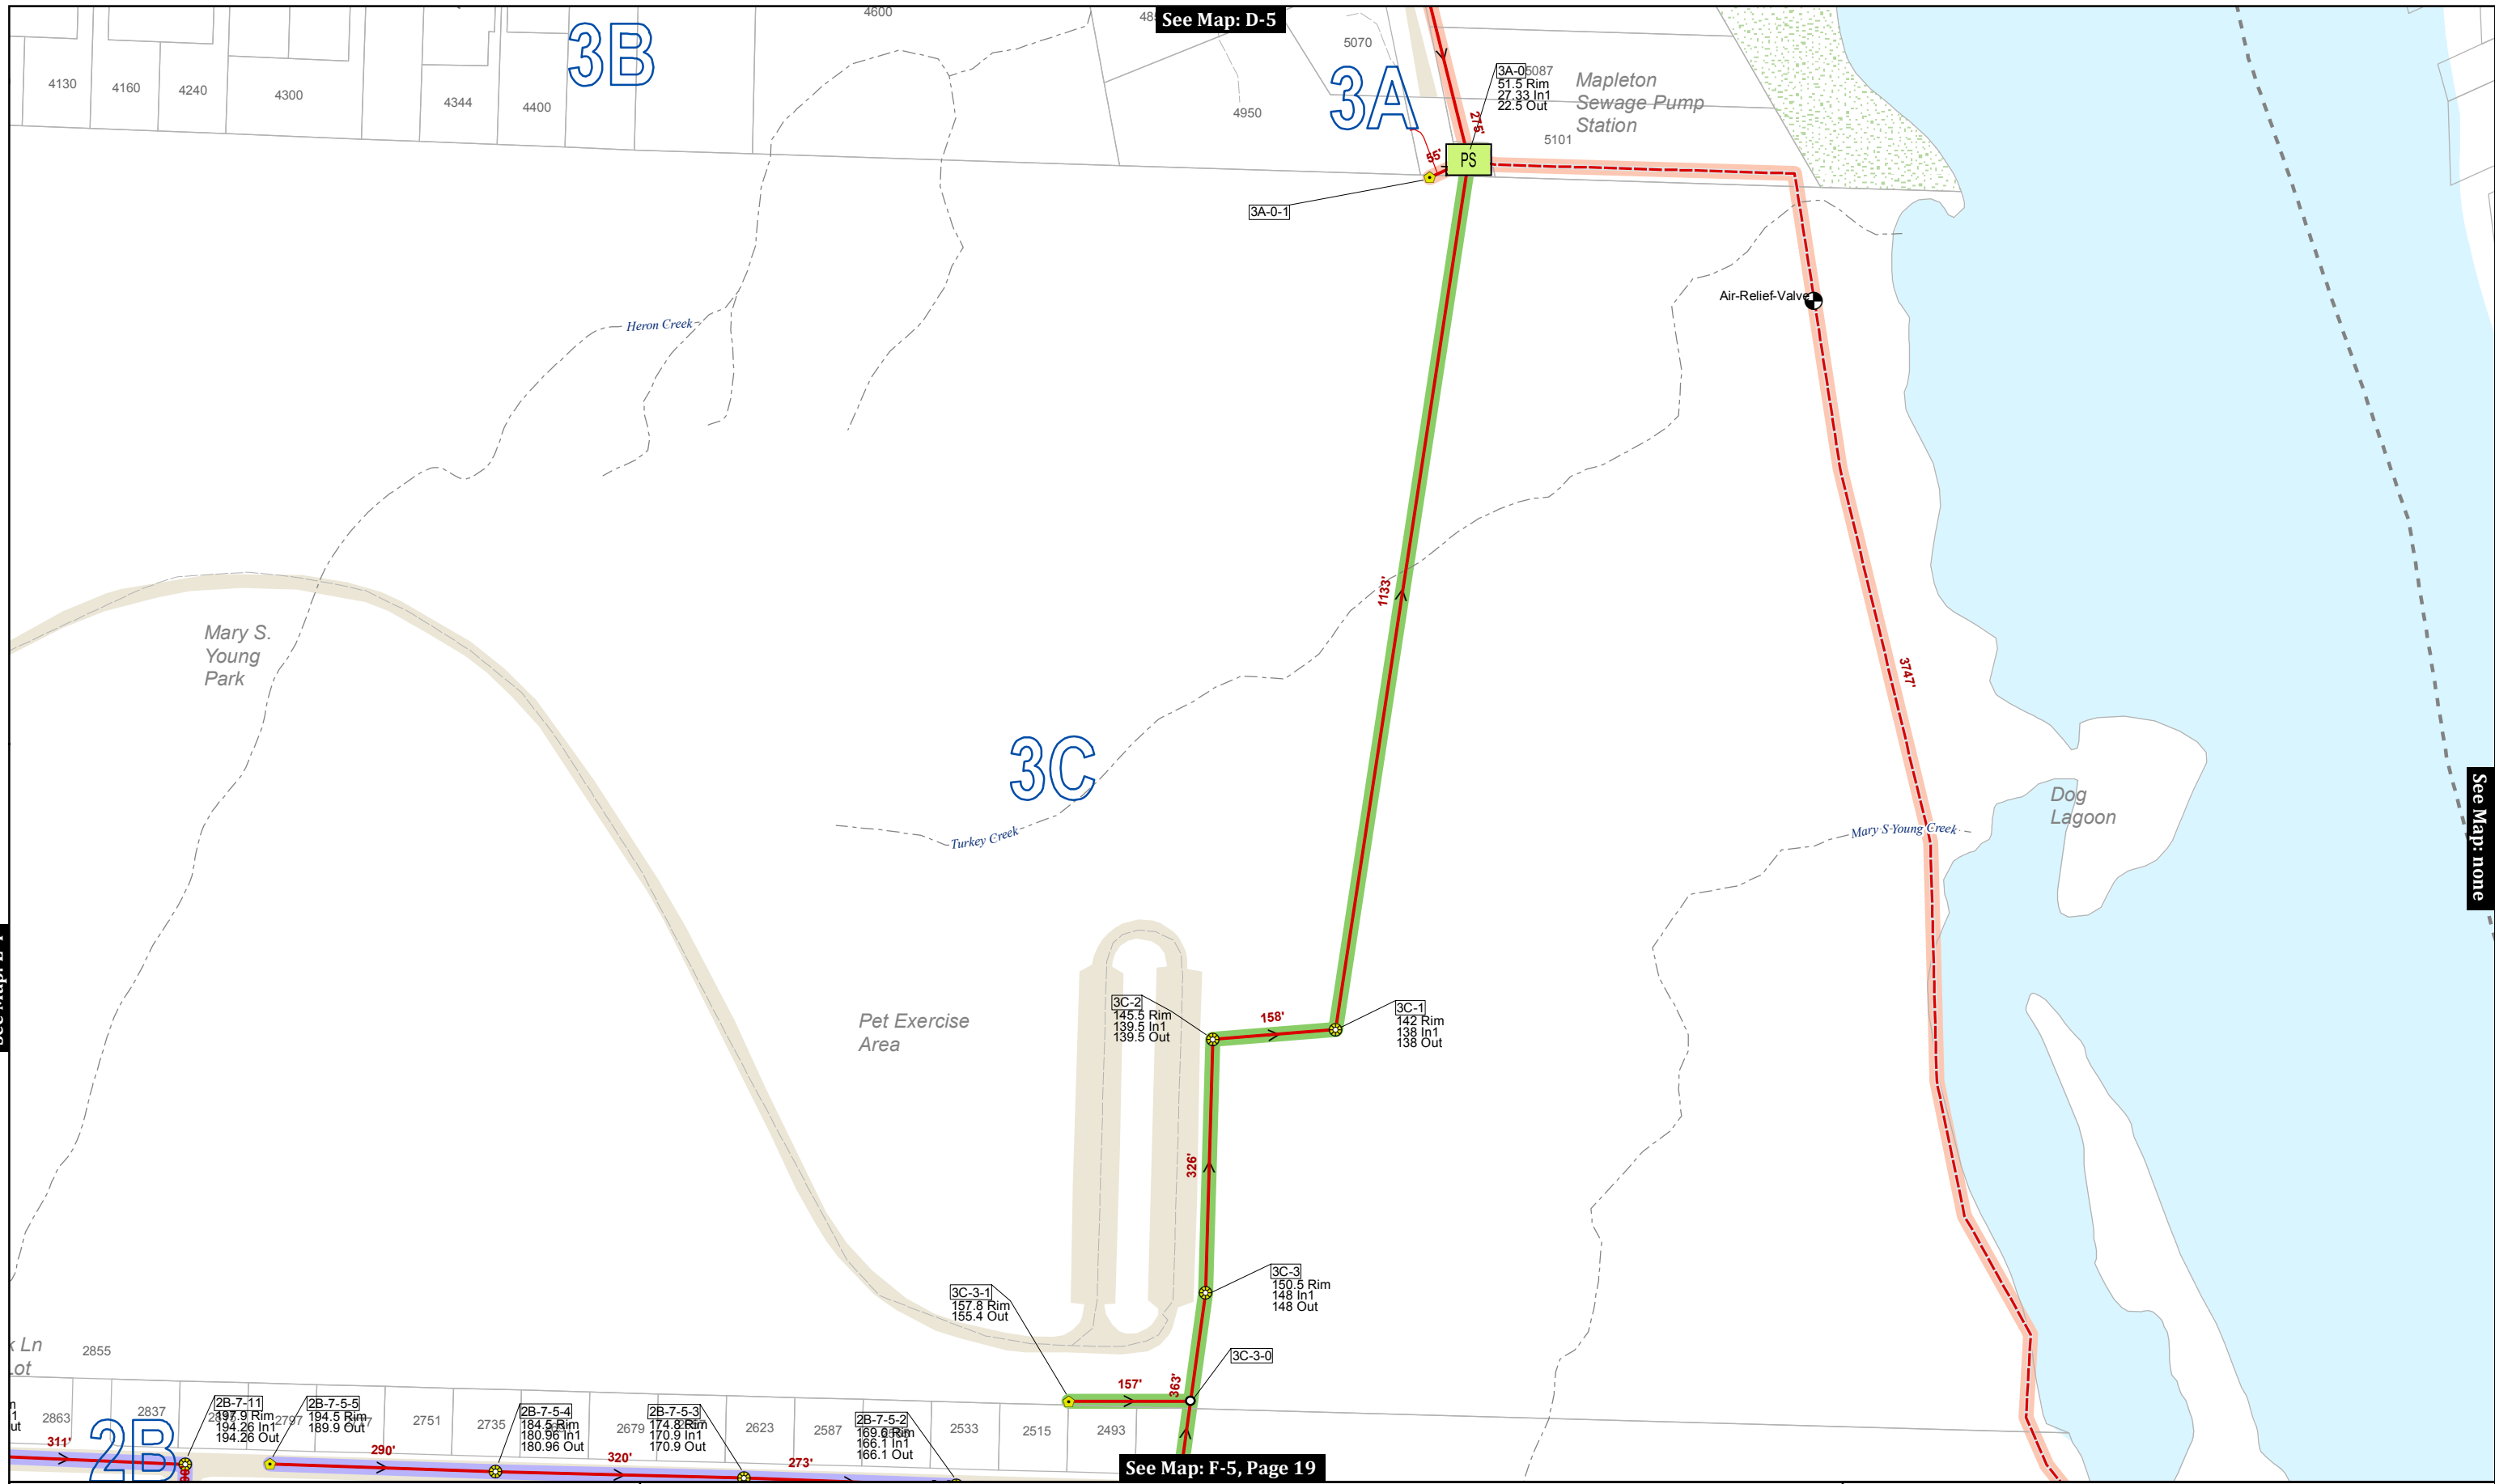 See Map: D-5
4600
3B
4130
4160
4240
4300
4344
4400
4950
5070
3A
3A-0
5087
51.5 Rim
27.33 In1
22.5 Out
Mapleton
Sewage Pump
Station
5101
275'
55'
PS
3A-0-1
Air-Relief-Valve
Heron Creek
1133'
Mary S.
Young
Park
3747'
3C
Turkey Creek
Dog
Lagoon
Mary S Young Creek
See Map: none
Pet Exercise
Area
3C-2
145.5 Rim
139.5 In1
139.5 Out
158'
3C-1
142 Rim
138 In1
138 Out
326'
3C-3
150.5 Rim
148 In1
148 Out
3C-3-1
157.8 Rim
155.4 Out
3C-3-0
157'
363'
Ln
2855
2863
2837
2B
2B-7-11
197.9 Rim
194.26 In1
194.26 Out
2797
2B-7-5-5
194.5 Rim
189.9 Out
2751
2735
2B-7-5-4
184.5 Rim
180.96 In1
180.96 Out
2679
2B-7-5-3
174.8 Rim
170.9 In1
170.9 Out
2623
2587
2B-7-5-2
169.6 Rim
166.1 In1
166.1 Out
2533
2515
2493
311'
290'
320'
273'
See Map: F-5, Page 19